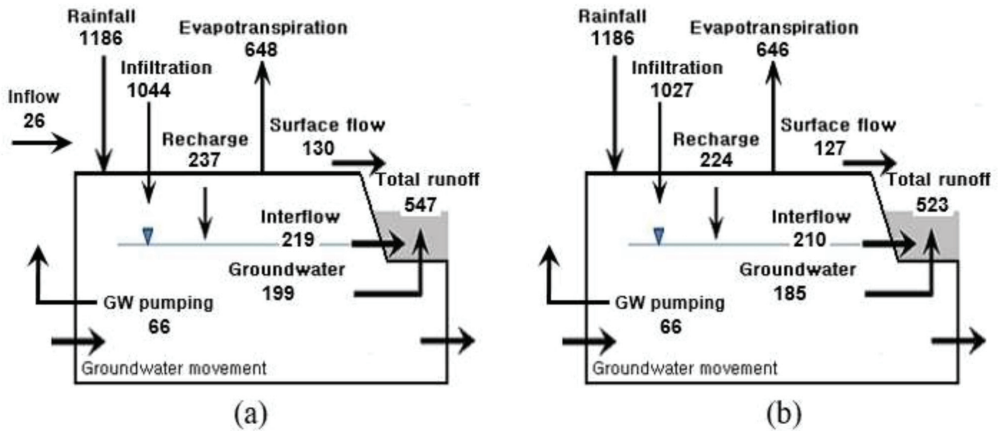 Rainfall
1186
Evapotranspiration
648
Infiltration
1044
Inflow
26
Recharge
237
Surface flow
130
Total runoff
547
Interflow
219
Groundwater
199
GW pumping
66
Groundwater movement
(a)
Rainfall
1186
Evapotranspiration
646
Infiltration
1027
Recharge
224
Surface flow
127
Total runoff
523
Interflow
210
Groundwater
185
GW pumping
66
Groundwater movement
(b)